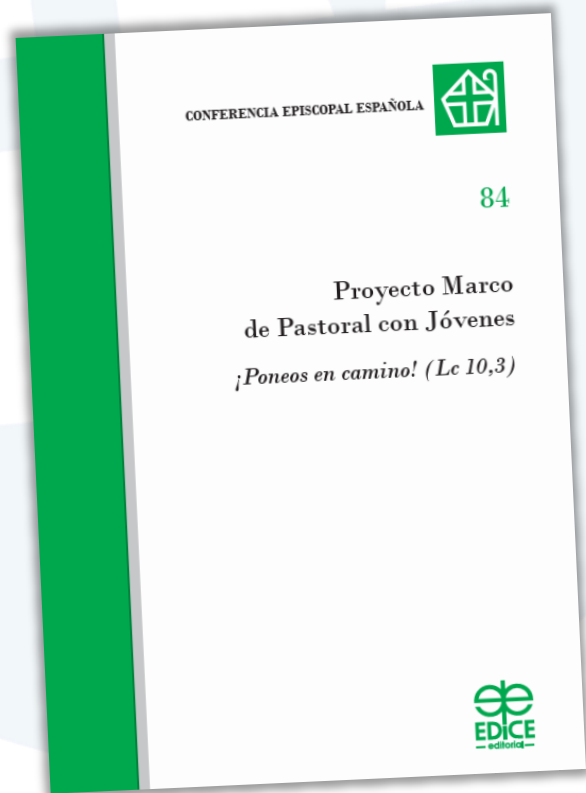 CONFERENCIA EPISCOPAL ESPAÑOLA
84
Proyecto Marco
de Pastoral con Jóvenes
¡Poneos en camino! (Lc 10,3)
EDICE
editorial